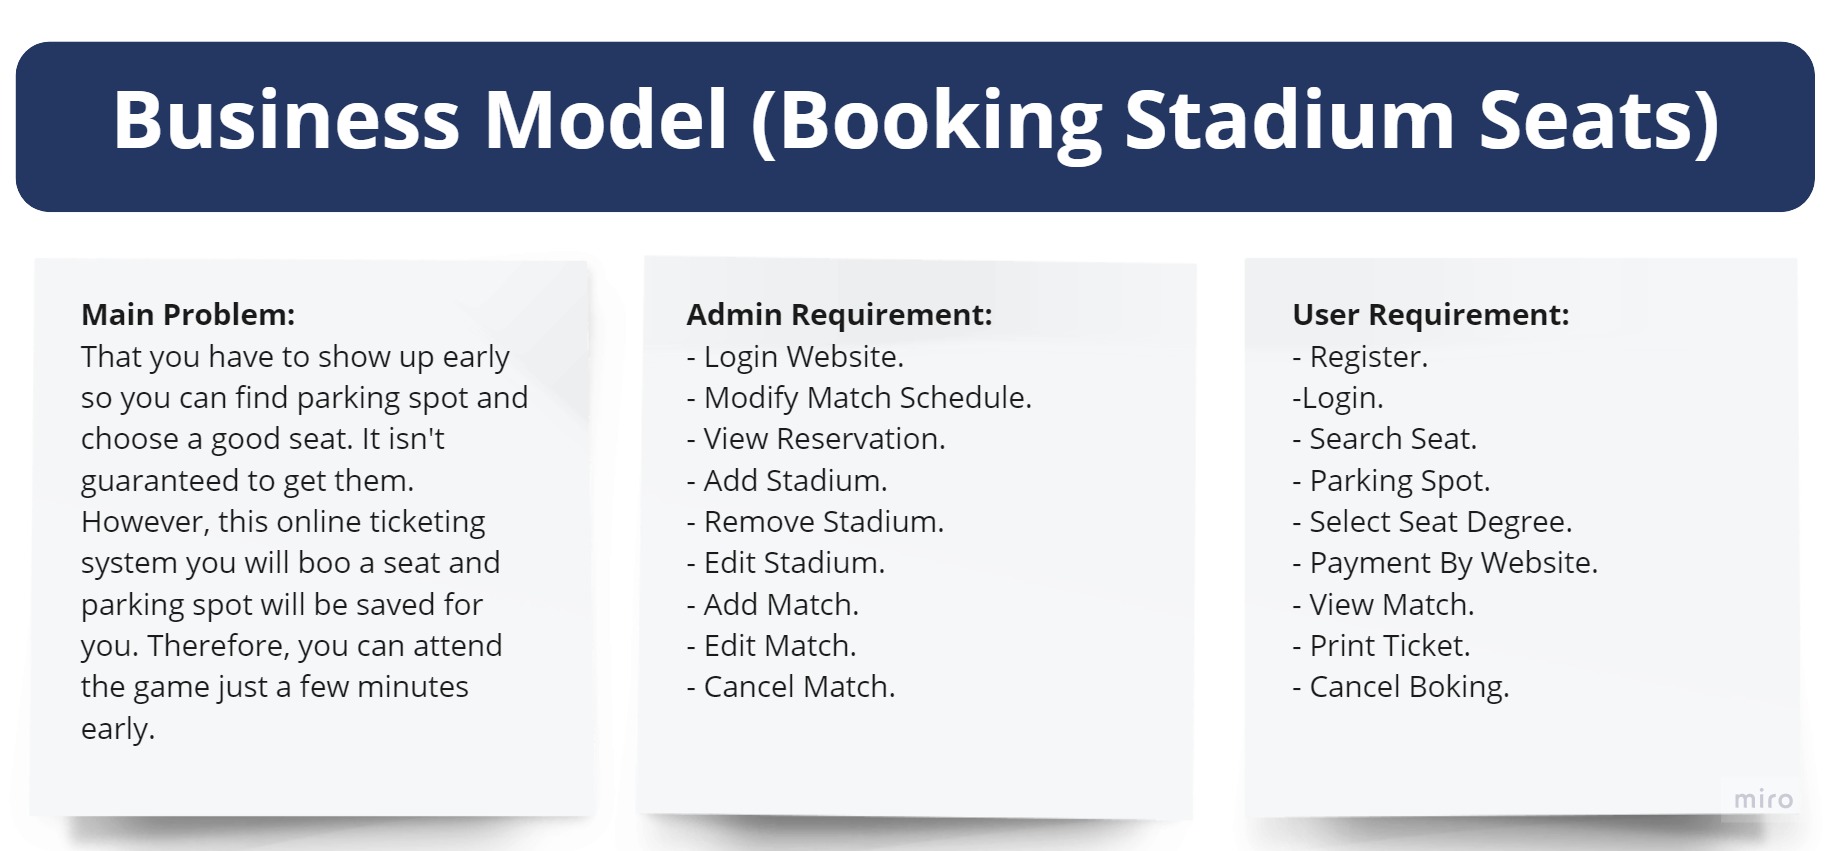 Business Model (Booking Stadium Seats)
Main Problem:
That you have to show up early
so you can find parking spot and
choose a good seat. It isn't
guaranteed to get them.
However, this online ticketing
system you will boo a seat and
parking spot will be saved for
you. Therefore, you can attend
the game just a few minutes
early.
Admin Requirement:
- Login Website.
- Modify Match Schedule.
- View Reservation.
- Add Stadium.
- Remove Stadium.
- Edit Stadium.
- Add Match.
- Edit Match.
- Cancel Match.
User Requirement:
- Register.
-Login.
- Search Seat.
- Parking Spot.
- Select Seat Degree.
- Payment By Website.
- View Match.
- Print Ticket.
- Cancel Boking.
miro